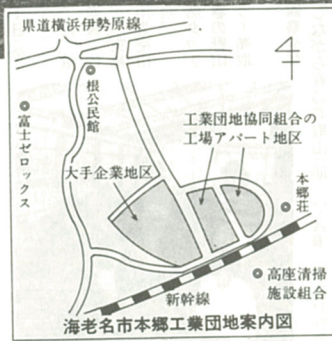 県道横浜伊勢原線
根公民館
富士ゼロックス
工業団地協同組合の
工場アパート地区
大手企業地区
本郷荘
高座清掃
施設組合
新幹線
海老名市本郷工業団地案内図